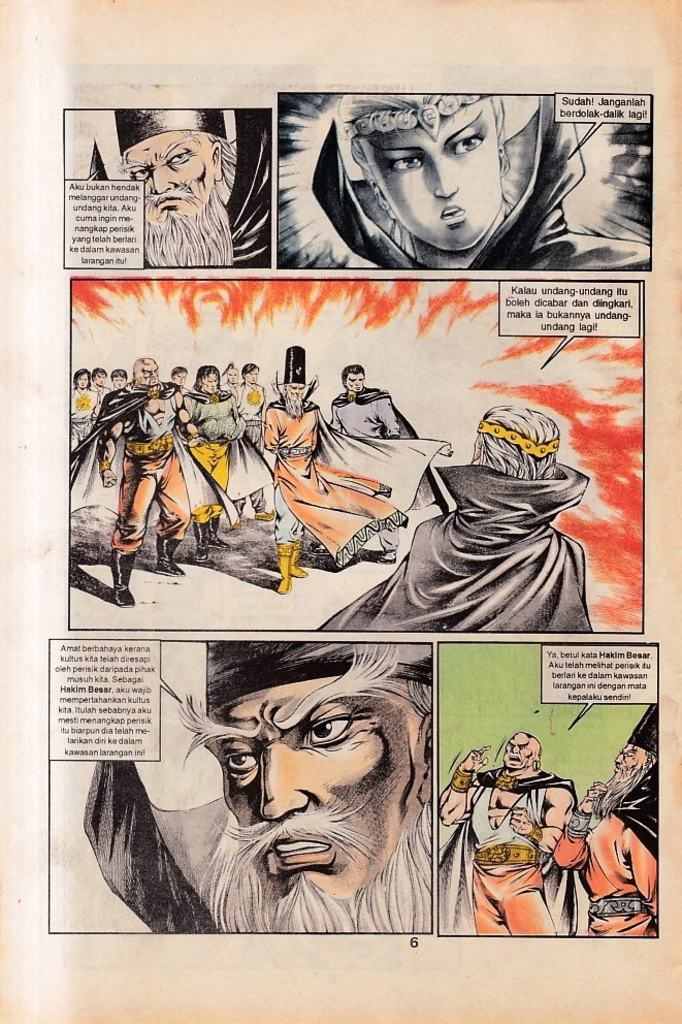 Aku bukan hendak
melanggar undang-
undang kita. Aku
cuma ingin me-
nangkap perisik
yang telah berlari
ke dalam kawasan
larangan itu!
Sudah! Janganlah
berdolak-dalik lagi!
Kalau undang-undang itu
boleh dicabar dan diingkari,
maka ia bukannya undang-
undang lagi!
Amat berbahaya kerana
kultus kita telah diresapi
oleh perisik daripada pihak
musuh kita. Sebagai
Hakim Besar, aku wajib
mempertahankan kultus
kita. Itulah sebabnya aku
mesti menangkap perisik
itu biarpun dia telah me-
larikan diri ke dalam
kawasan larangan ini!
Ya, betul kata Hakim Besar.
Aku telah melihat perisik itu
berlari ke dalam kawasan
larangan ini dengan mata
kepalaku sendiri!
6